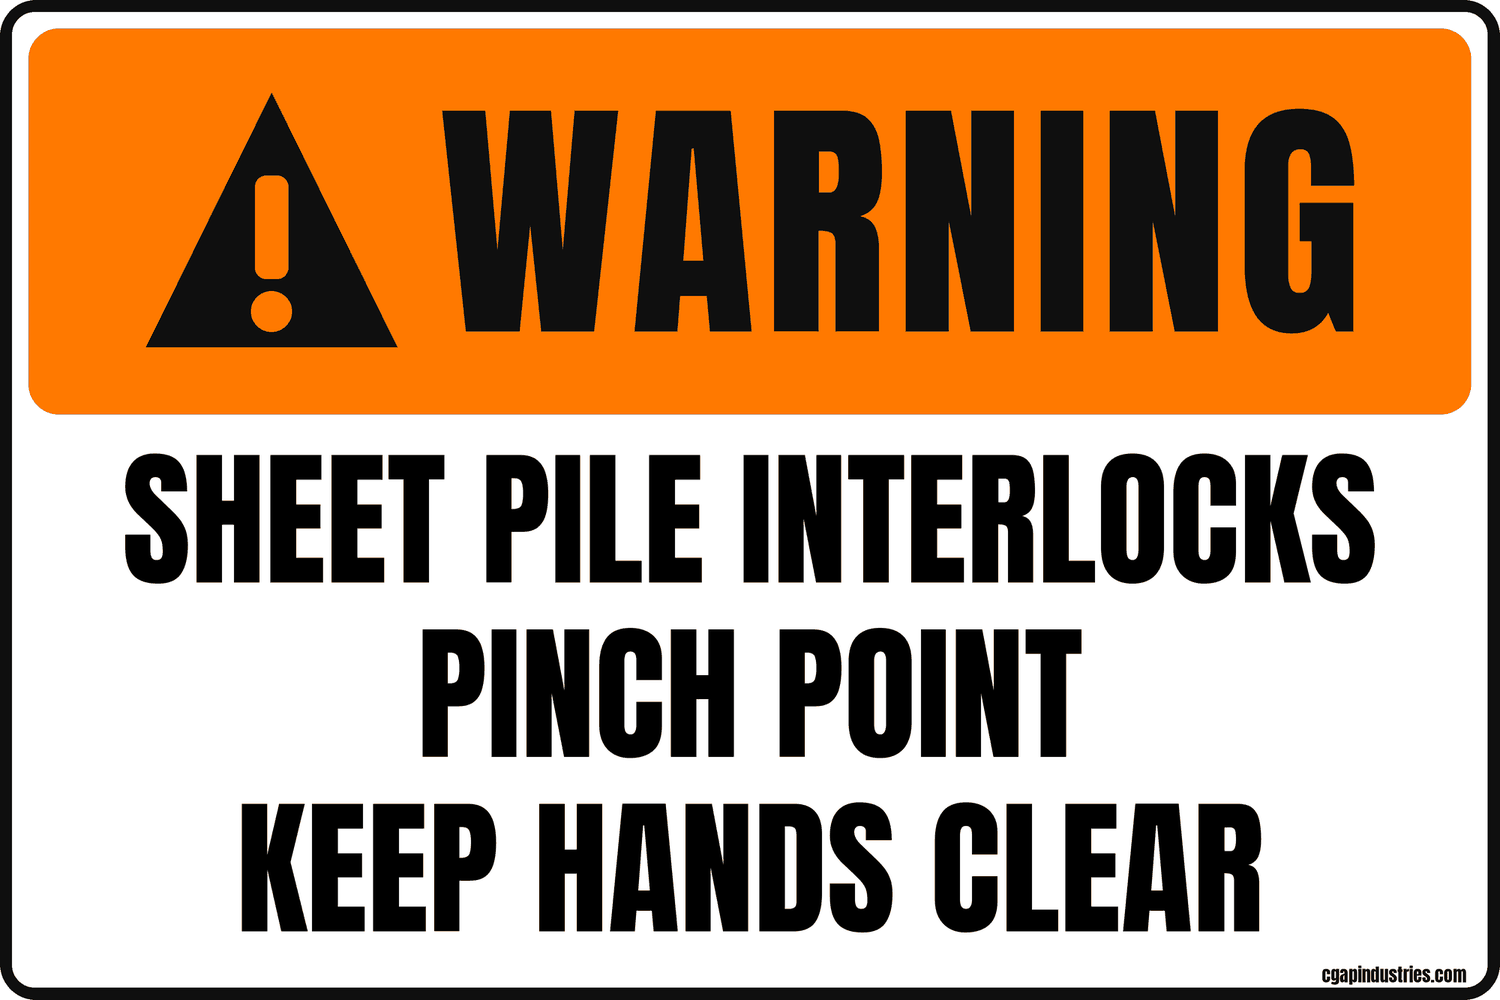 WARNING
SHEET PILE INTERLOCKS
PINCH POINT
KEEP HANDS CLEAR
cgapindustries.com